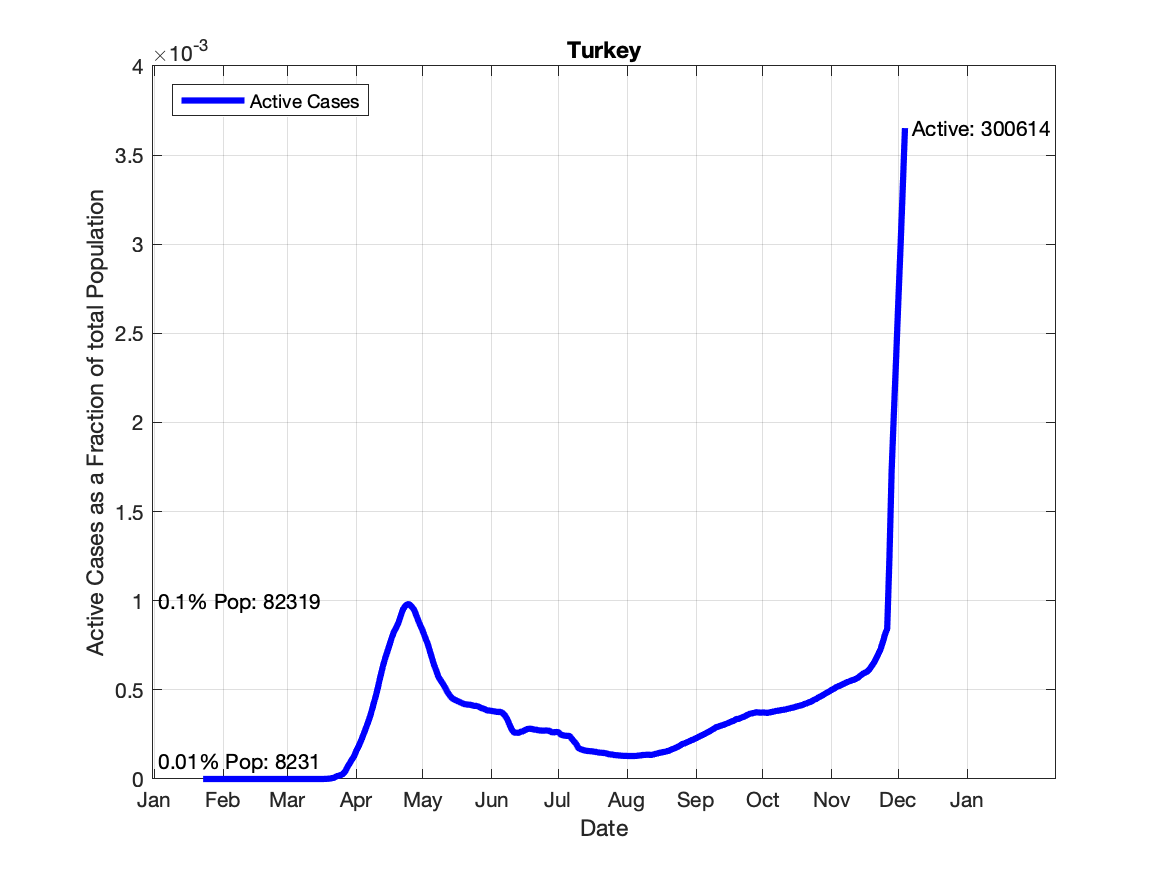 Turkey
×10-3
4
3.5
3
2.5
2
1.5
1
0.5
0
Active Cases as a Fraction of total Population
Active Cases
Active: 300614
0.1% Pop: 82319
0.01% Pop: 8231
Jan Feb Mar Apr May Jun Jul Aug Sep Oct Nov Dec Jan
Date